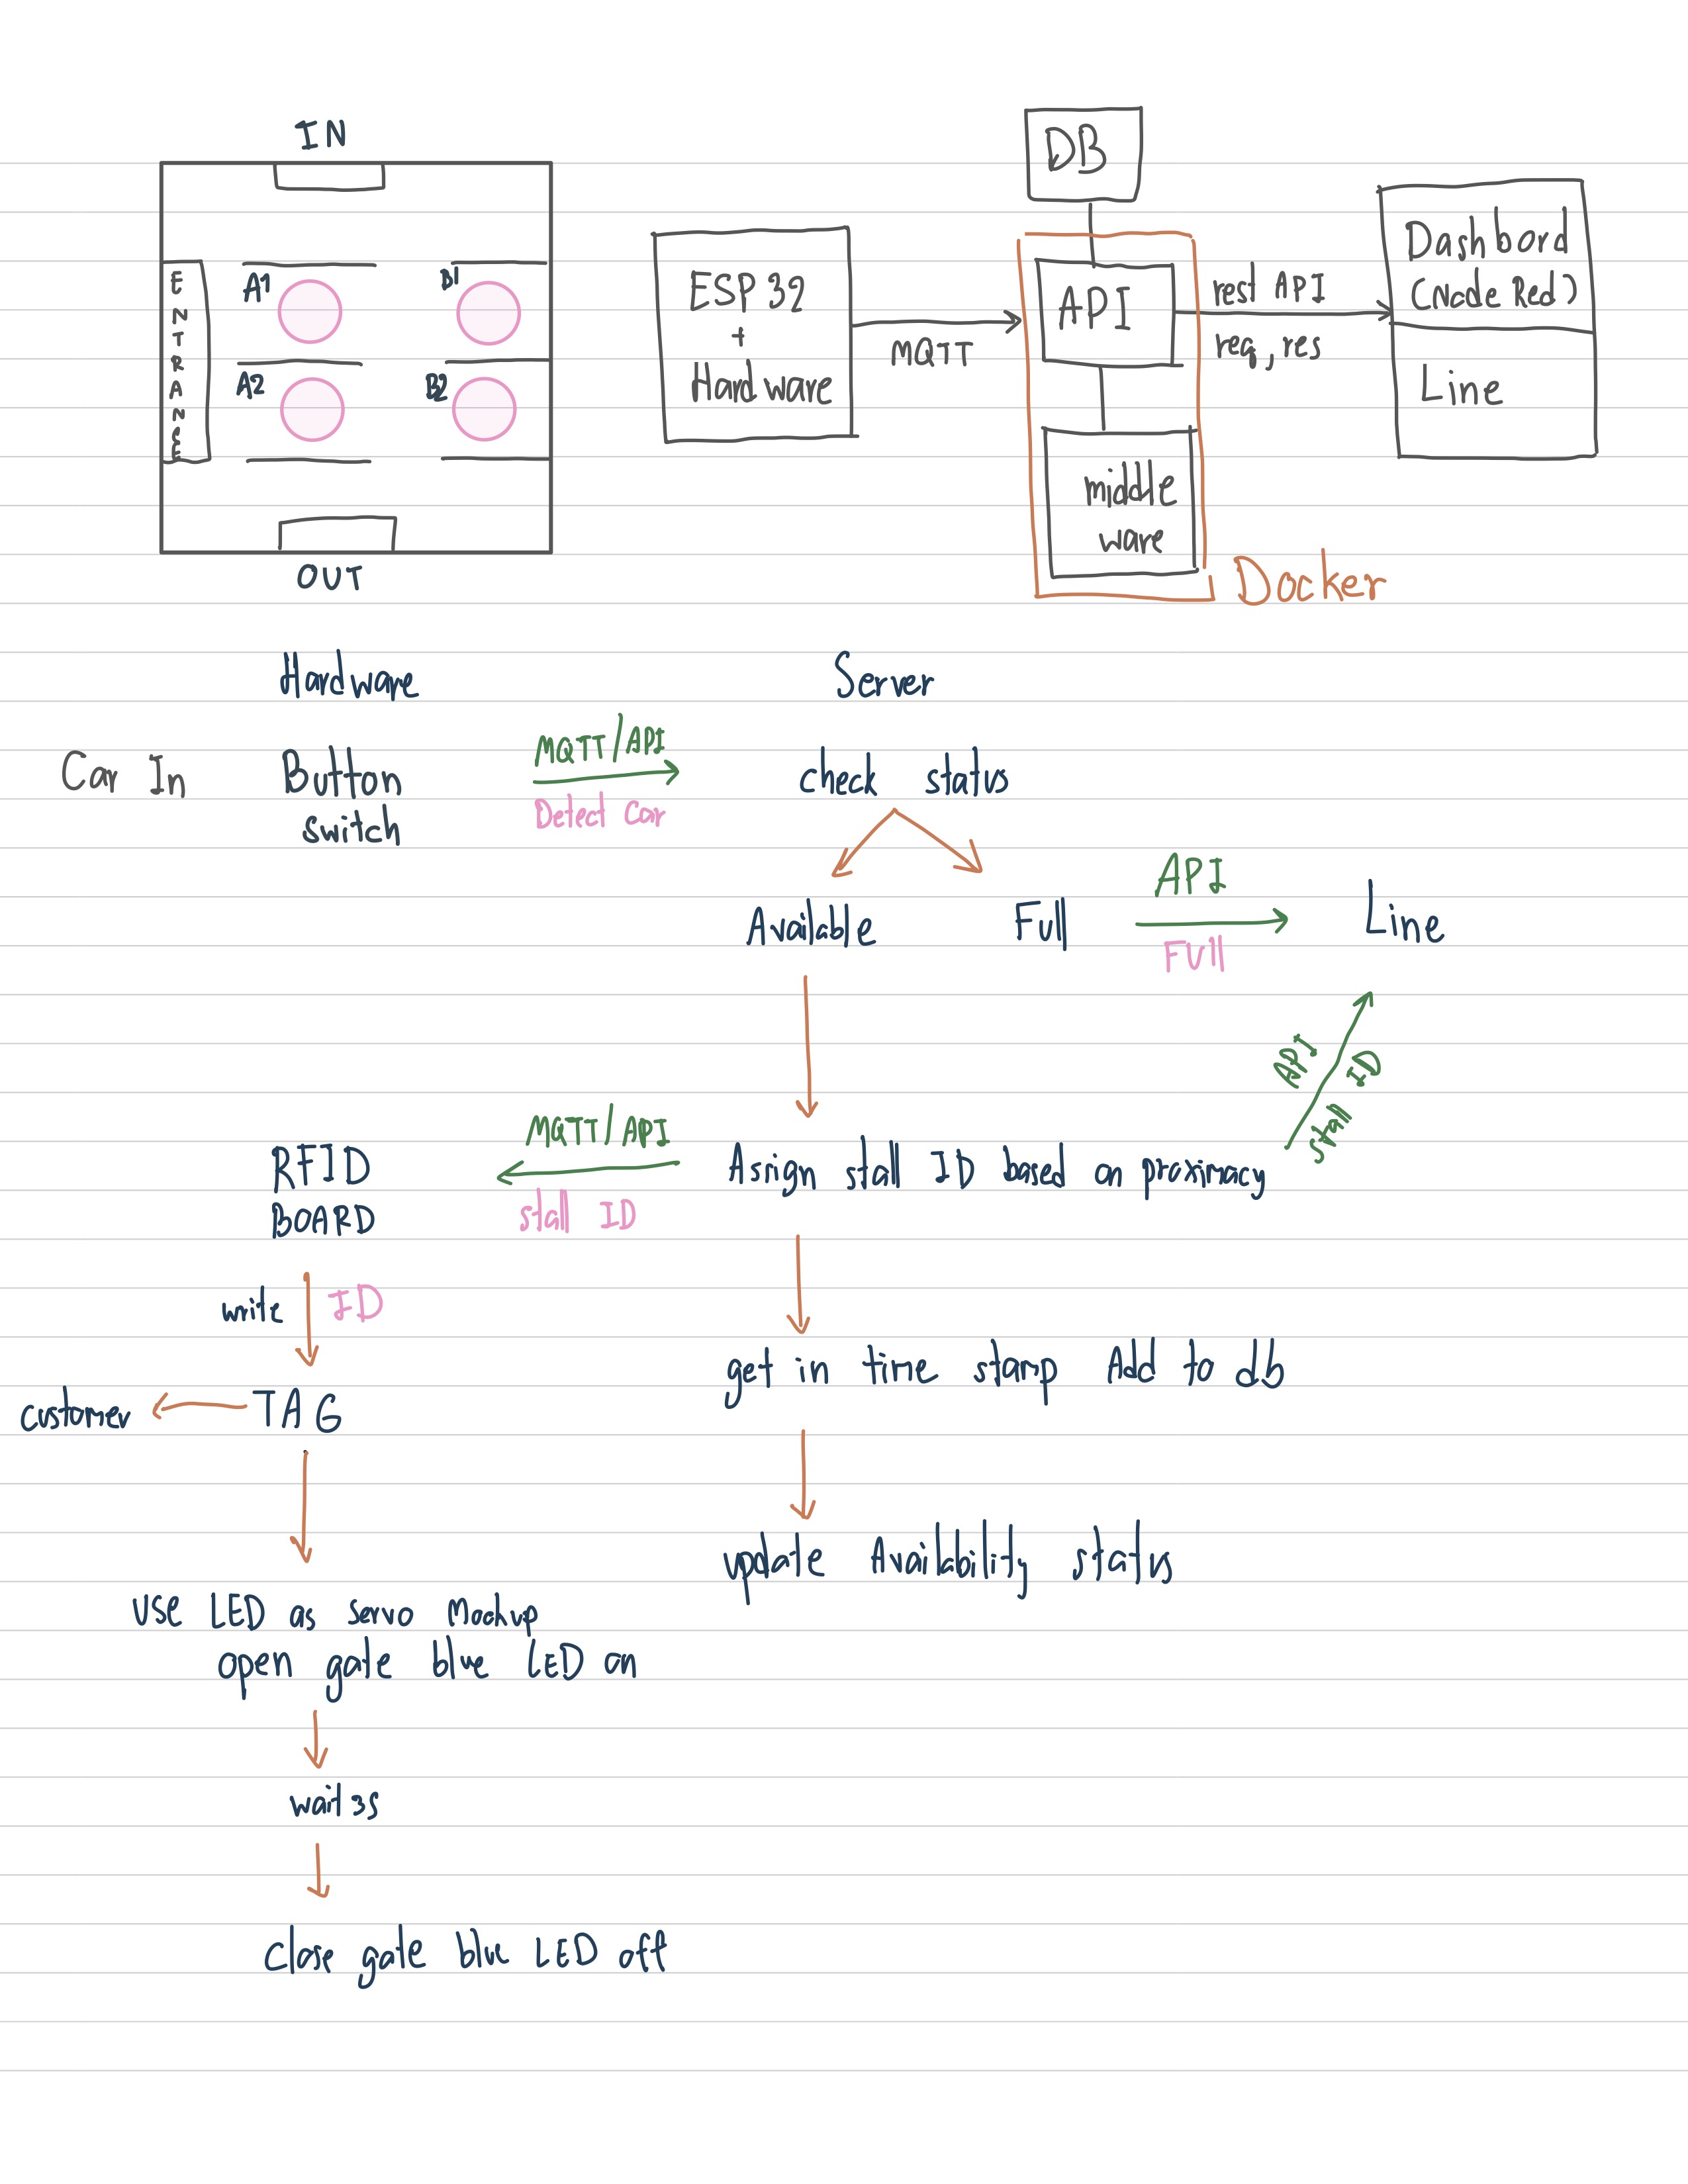 IN
DB
Dashbord
(Node Red)
ENTRANCE
A1
B1
ESP 32
+
Hardware
API
rest API
MQTT
req, res
A2
B2
Line
middle
ware
OUT
Docker
Hardware
Server
Car In
Button
switch
MQTT/API
Detect Car
check status
Available
Full
API
Full
Line
API
stall ID
RFID
BOARD
MQTT/API
stall ID
Assign stall ID based on proximacy
write
ID
get in time stamp Add to db
customer
TAG
update Availability status
USE LED as servo Mockup
open gate blue LED on
wait 3s
Close gate blue LED off